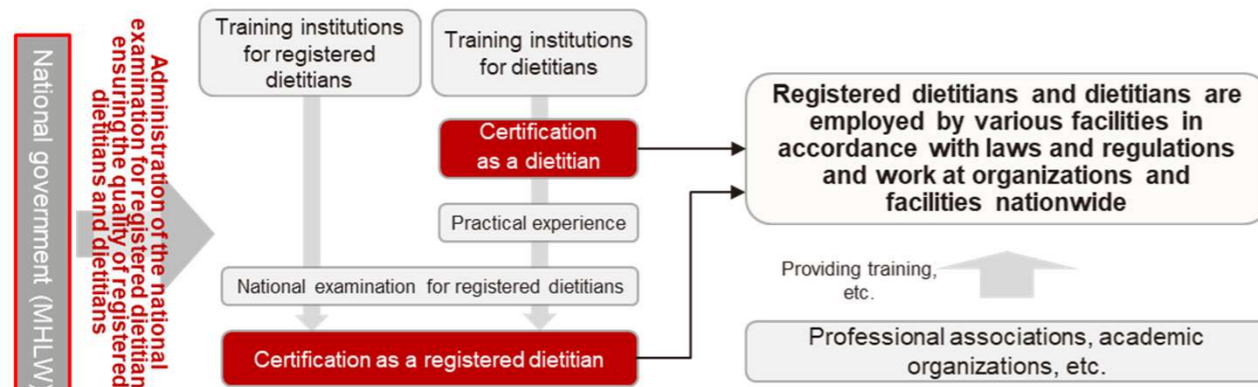 National government (MHLW)
Administration of the national
examination for registered dietitian
ensuring the quality of registered
dietitians and dietitians
Training institutions
for registered
dietitians
Training institutions
for dietitians
Certification
as a dietitian
Practical experience
National examination for registered dietitians
Certification as a registered dietitian
Registered dietitians and dietitians are
employed by various facilities in
accordance with laws and regulations
and work at organizations and
facilities nationwide
Providing training,
etc.
Professional associations, academic
organizations, etc.